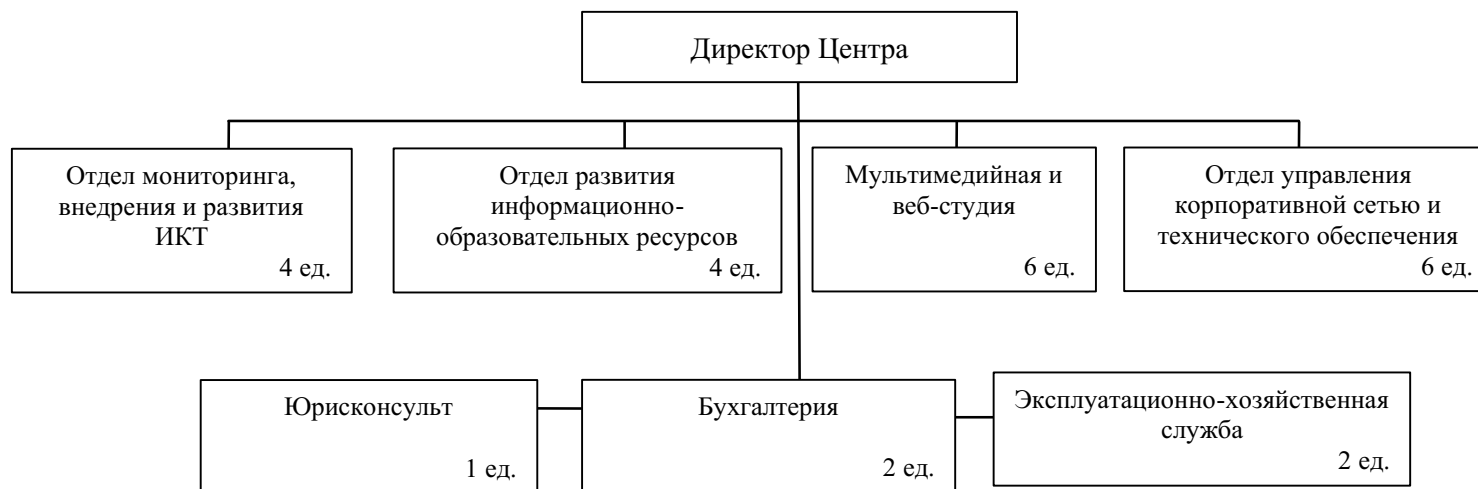 Директор Центра
Отдел мониторинга,
внедрения и развития
ИКТ
4 ед.
Отдел развития
информационно-
образовательных ресурсов
4 ед.
Мультимедийная и
веб-студия
6 ед.
Отдел управления
корпоративной сетью и
технического обеспечения
6 ед.
Юрисконсульт
1 ед.
Бухгалтерия
2 ед.
Эксплуатационно-хозяйственная
служба
2 ед.